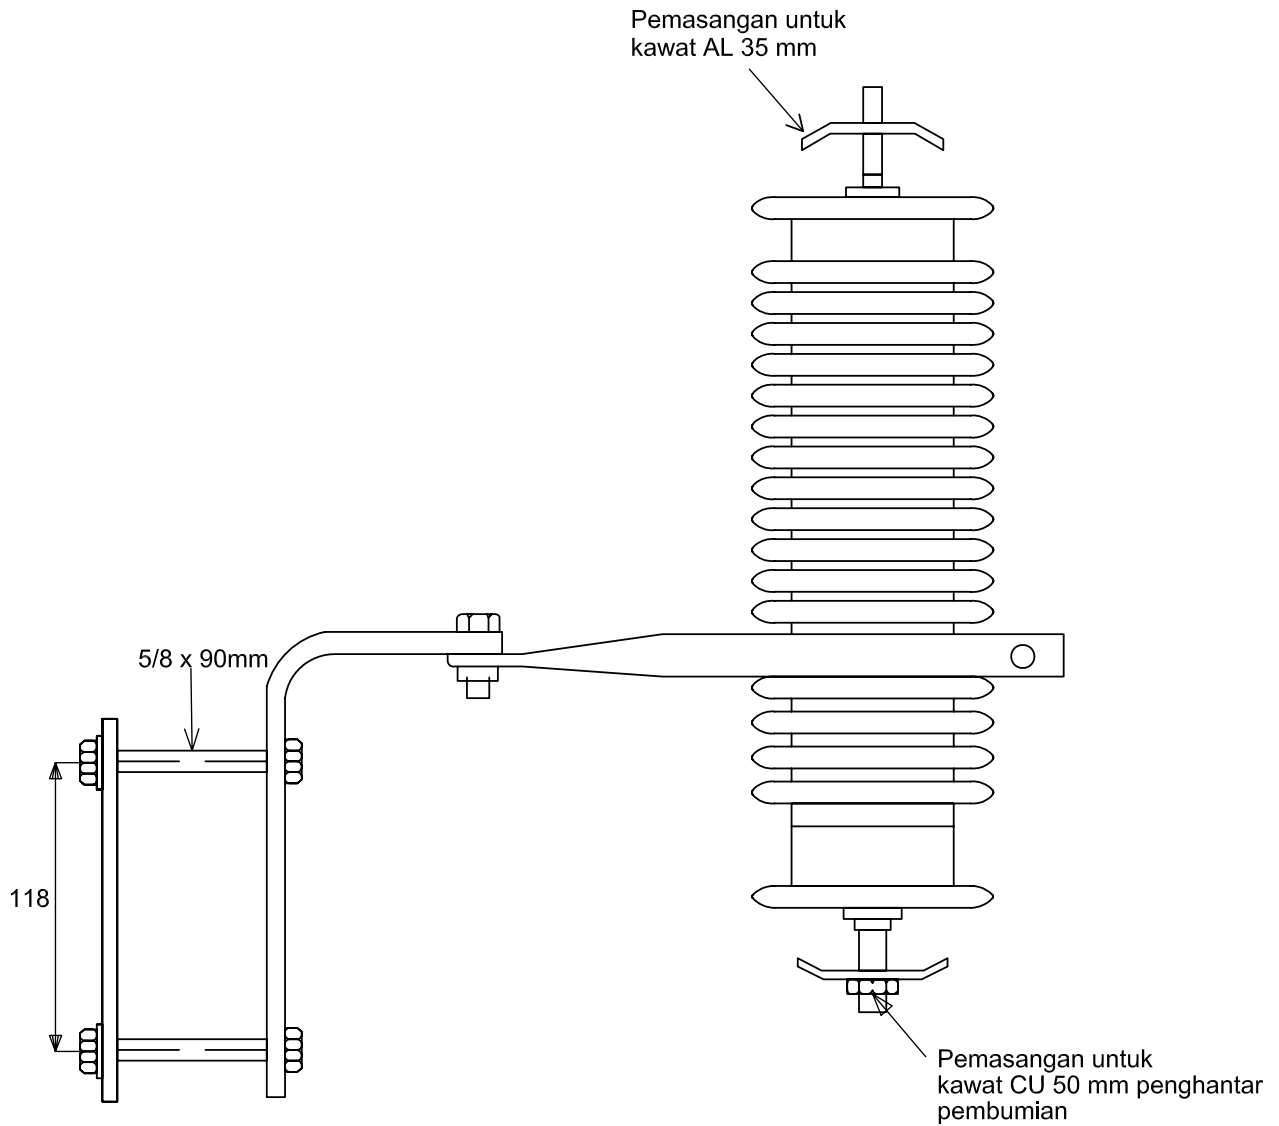 Pemasangan untuk
kawat AL 35 mm
5/8 x 90mm
118
Pemasangan untuk
kawat CU 50 mm penghantar
pembumian